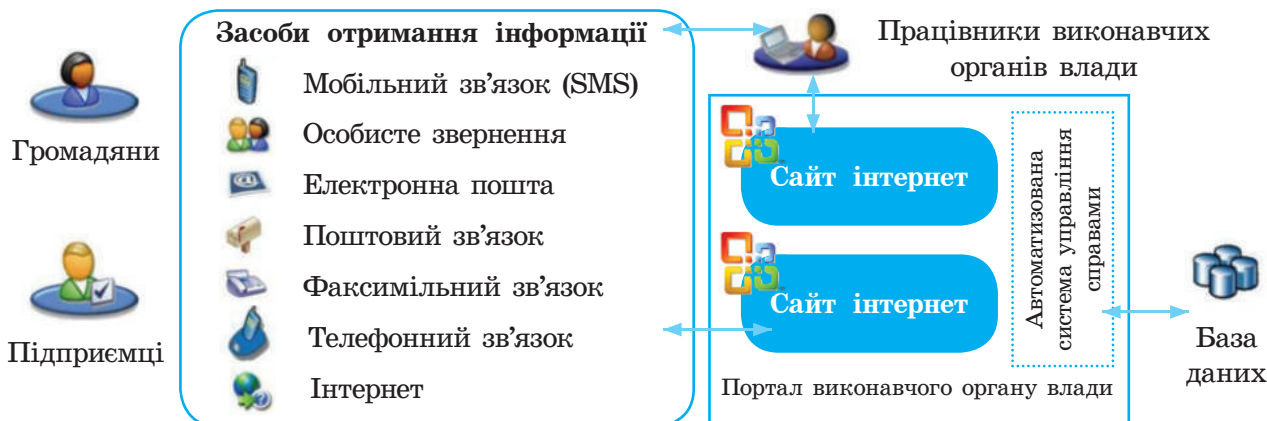 Громадяни
Підприємці
Засоби отримання інформації
Мобільний зв'язок (SMS)
Особисте звернення
Електронна пошта
Поштовий зв'язок
Факсимільний зв'язок
Телефонний зв'язок
Інтернет
Працівники виконавчих
органів влади
Сайт інтернет
Сайт інтернет
Автоматизована
система управління
справами
Портал виконавчого органу влади
База
даних